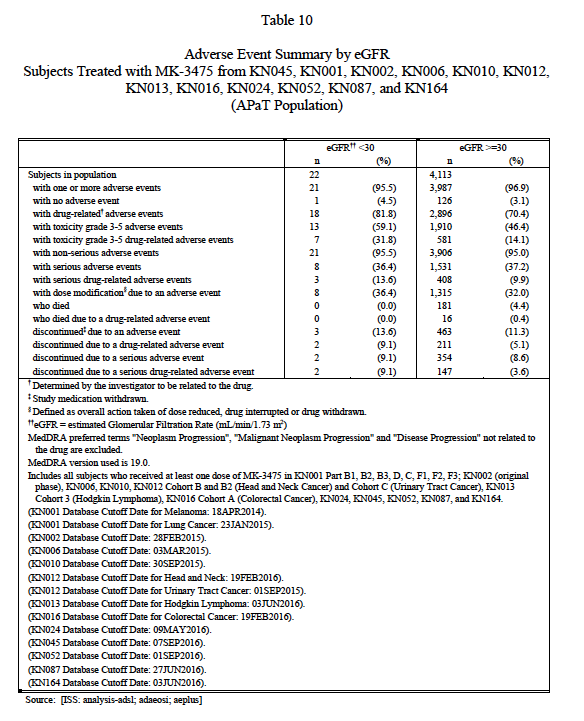 Table 10
Adverse Event Summary by eGFR
Subjects Treated with MK-3475 from KN045, KN001, KN002, KN006, KN010, KN012,
KN013, KN016, KN024, KN052, KN087, and KN164
(APaT Population)
eGFR†† <30 eGFR >=30
n (%) n (%)
Subjects in population 22 4,113
with one or more adverse events 21 (95.5) 3,987 (96.9)
with no adverse event 1 (4.5) 126 (3.1)
with drug-related† adverse events 18 (81.8) 2,896 (70.4)
with toxicity grade 3-5 adverse events 13 (59.1) 1,910 (46.4)
with toxicity grade 3-5 drug-related adverse events 7 (31.8) 581 (14.1)
with non-serious adverse events 21 (95.5) 3,906 (95.0)
with serious adverse events 8 (36.4) 1,531 (37.2)
with serious drug-related adverse events 3 (13.6) 408 (9.9)
with dose modification§ due to an adverse event 8 (36.4) 1,315 (32.0)
who died 0 (0.0) 181 (4.4)
who died due to a drug-related adverse event 0 (0.0) 16 (0.4)
discontinued‡ due to an adverse event 3 (13.6) 463 (11.3)
discontinued due to a drug-related adverse event 2 (9.1) 211 (5.1)
discontinued due to a serious adverse event 2 (9.1) 354 (8.6)
discontinued due to a serious drug-related adverse event 2 (9.1) 147 (3.6)
† Determined by the investigator to be related to the drug.
‡ Study medication withdrawn.
§ Defined as overall action taken of dose reduced, drug interrupted or drug withdrawn.
†† eGFR = estimated Glomerular Filtration Rate (mL/min/1.73 m²)
MedDRA preferred terms "Neoplasm Progression", "Malignant Neoplasm Progression" and "Disease Progression" not related to
the drug are excluded.
MedDRA version used is 19.0.
Includes all subjects who received at least one dose of MK-3475 in KN001 Part B1, B2, B3, D, C, F1, F2, F3; KN002 (original
phase), KN006, KN010, KN012 Cohort B and B2 (Head and Neck Cancer) and Cohort C (Urinary Tract Cancer), KN013
Cohort 3 (Hodgkin Lymphoma), KN016 Cohort A (Colorectal Cancer), KN024, KN045, KN052, KN087, and KN164.
(KN001 Database Cutoff Date for Melanoma: 18APR2014).
(KN001 Database Cutoff Date for Lung Cancer: 23JAN2015).
(KN002 Database Cutoff Date: 28FEB2015).
(KN006 Database Cutoff Date: 03MAR2015).
(KN010 Database Cutoff Date: 30SEP2015).
(KN012 Database Cutoff Date for Head and Neck: 19FEB2016).
(KN012 Database Cutoff Date for Urinary Tract Cancer: 01SEP2015).
(KN013 Database Cutoff Date for Hodgkin Lymphoma: 03JUN2016).
(KN016 Database Cutoff Date for Colorectal Cancer: 19FEB2016).
(KN024 Database Cutoff Date: 09MAY2016).
(KN045 Database Cutoff Date: 07SEP2016).
(KN052 Database Cutoff Date: 01SEP2016).
(KN087 Database Cutoff Date: 27JUN2016).
(KN164 Database Cutoff Date: 03JUN2016).
Source: [ISS: analysis-adsl; adaeosi; aeplus]